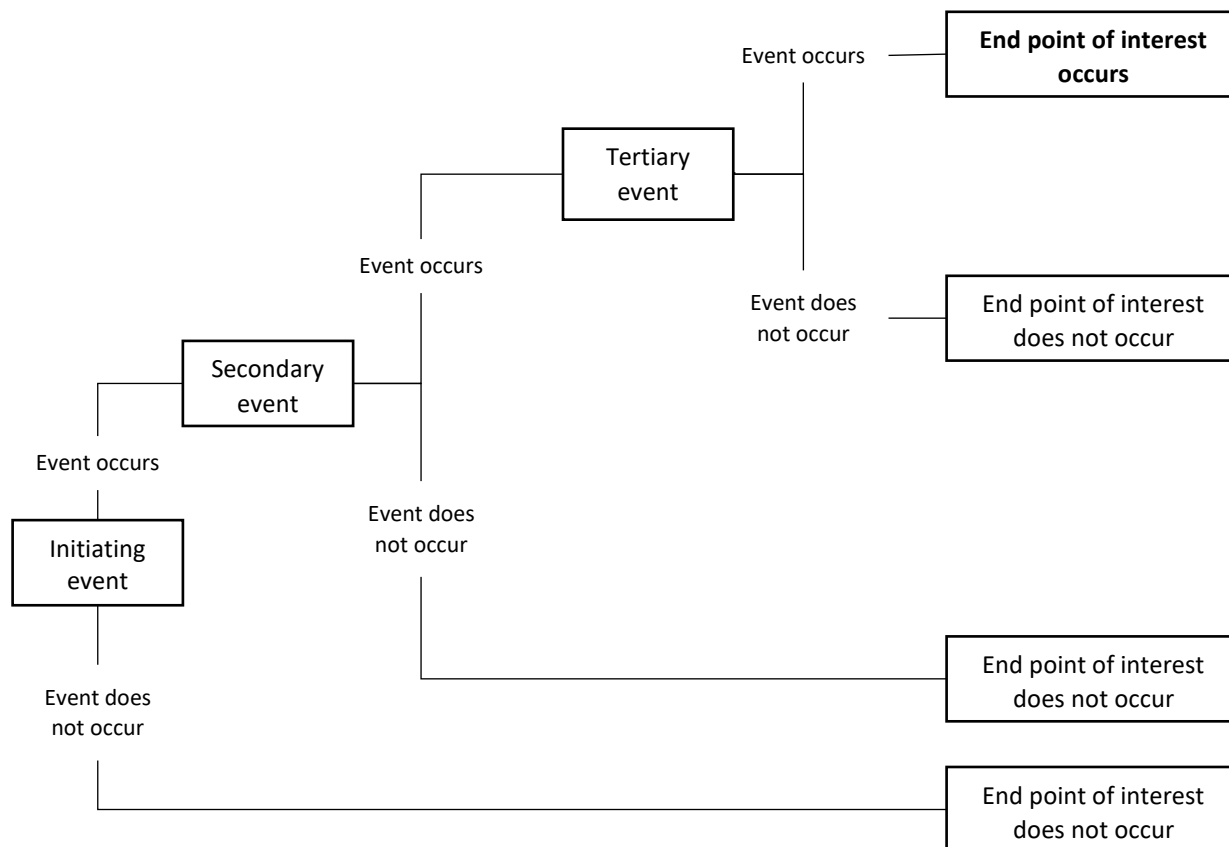 Event occurs
End point of interest
occurs
Tertiary
event
Event occurs
Event does
not occur
End point of interest
does not occur
Secondary
event
Event occurs
Event does
not occur
Initiating
event
End point of interest
does not occur
Event does
not occur
End point of interest
does not occur